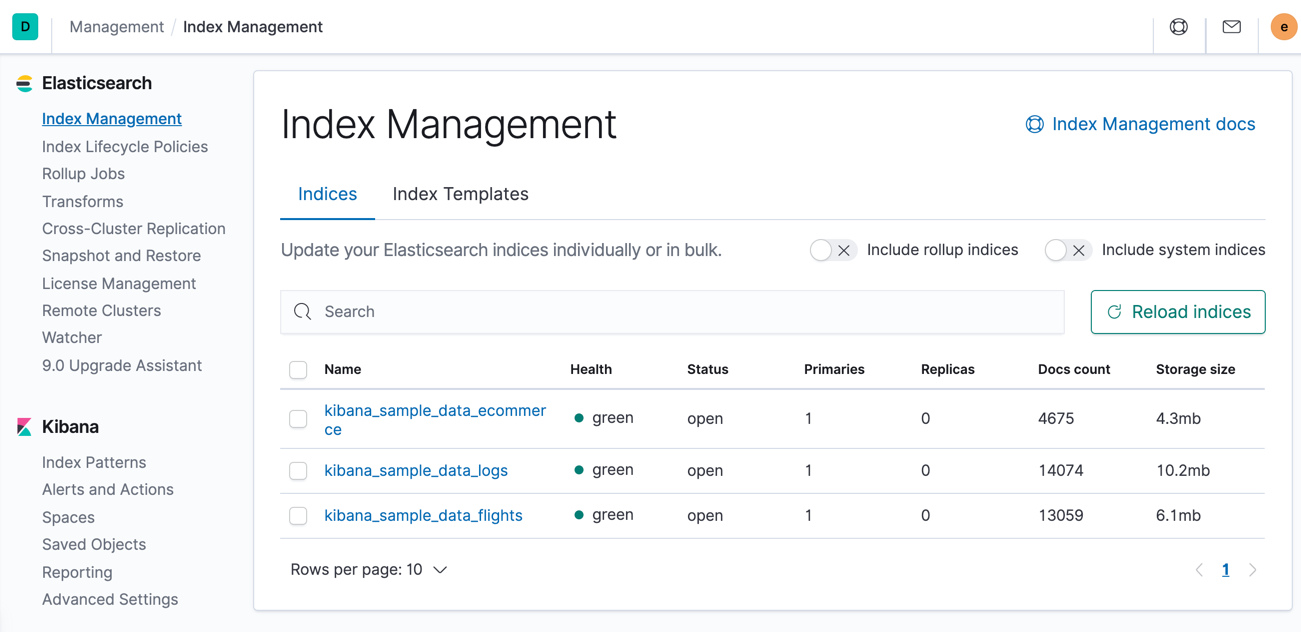 D
Management / Index Management
e
Elasticsearch
Index Management
Index Lifecycle Policies
Rollup Jobs
Transforms
Cross-Cluster Replication
Snapshot and Restore
License Management
Remote Clusters
Watcher
9.0 Upgrade Assistant
Kibana
Index Patterns
Alerts and Actions
Spaces
Saved Objects
Reporting
Advanced Settings
Index Management
Index Management docs
Indices Index Templates
Update your Elasticsearch indices individually or in bulk. Include rollup indices Include system indices
Search Reload indices
Name Health Status Primaries Replicas Docs count Storage size
kibana_sample_data_ecommer
ce green open 1 0 4675 4.3mb
kibana_sample_data_logs green open 1 0 14074 10.2mb
kibana_sample_data_flights green open 1 0 13059 6.1mb
Rows per page: 10 1